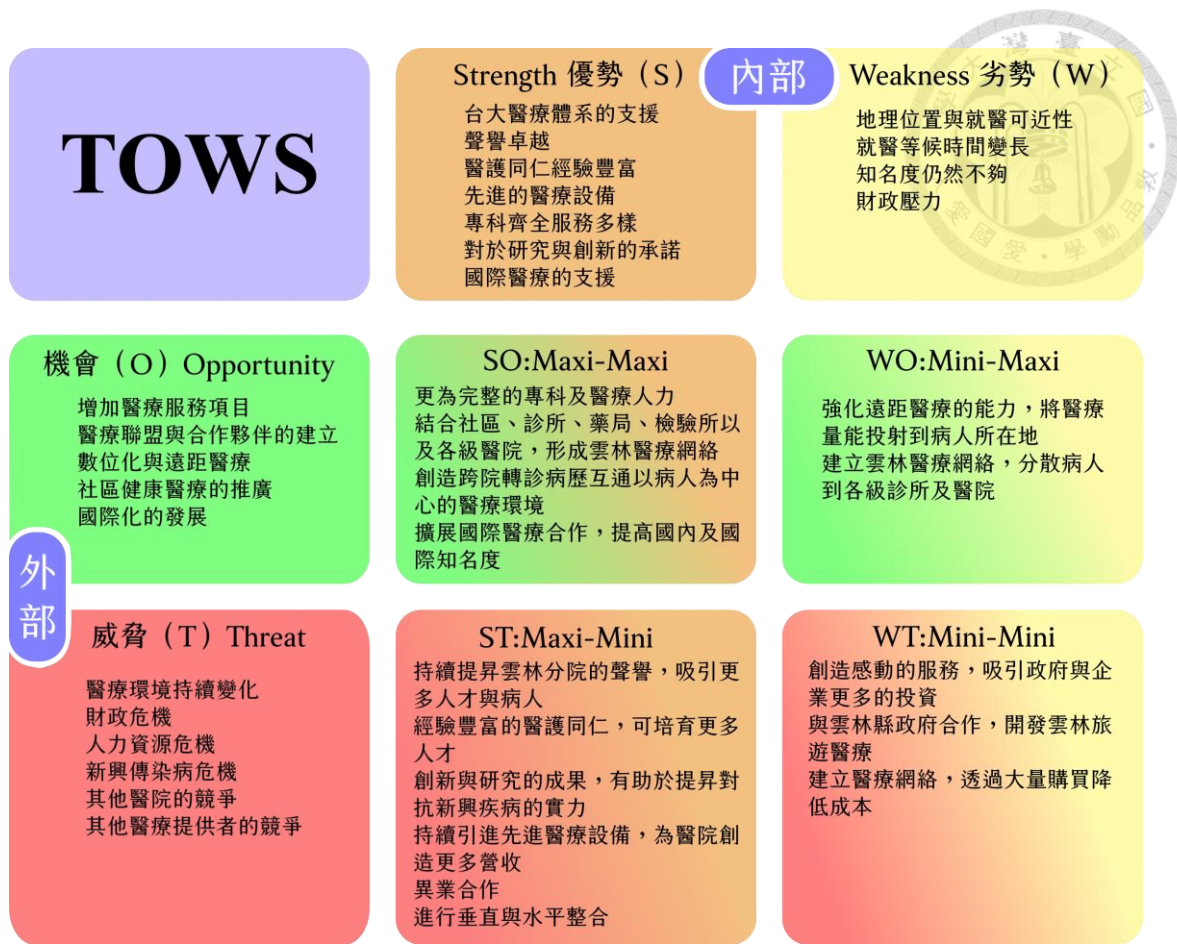 TOWS
Strength 優勢（S）
台大醫療體系的支援
聲譽卓越
醫護同仁經驗豐富
先進的醫療設備
專科齊全服務多樣
對於研究與創新的承諾
國際醫療的支援
內部
Weakness 劣勢（W）
地理位置與就醫可近性
就醫等候時間變長
知名度仍然不夠
財政壓力
機會（O）Opportunity
增加醫療服務項目
醫療聯盟與合作夥伴的建立
數位化與遠距醫療
社區健康醫療的推廣
國際化的發展
SO:Maxi-Maxi
更為完整的專科及醫療人力
結合社區、診所、藥局、檢驗所以
及各級醫院，形成雲林醫療網絡
創造跨院轉診病歷互通以病人為中
心的醫療環境
擴展國際醫療合作，提高國內及國
際知名度
WO:Mini-Maxi
強化遠距醫療的能力，將醫療
量能投射到病人所在地
建立雲林醫療網絡，分散病人
到各級診所及醫院
外
部
威脅（T）Threat
醫療環境持續變化
財政危機
人力資源危機
新興傳染病危機
其他醫院的競爭
其他醫療提供者的競爭
ST:Maxi-Mini
持續提昇雲林分院的聲譽，吸引更
多人才與病人
經驗豐富的醫護同仁，可培育更多
人才
創新與研究的成果，有助於提昇對
抗新興疾病的實力
持續引進先進醫療設備，為醫院創
造更多營收
異業合作
進行垂直與水平整合
WT:Mini-Mini
創造感動的服務，吸引政府與企
業更多的投資
與雲林縣政府合作，開發雲林旅
遊醫療
建立醫療網絡，透過大量購買降
低成本